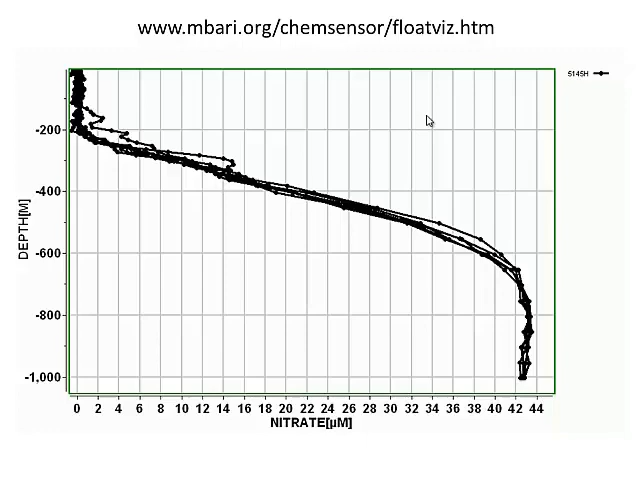 www.mbari.org/chemsensor/floatviz.htm
5145H
-200
-400
-600
-800
-1,000
DEPTH[M]
0 2 4 6 8 10 12 14 16 18 20 22 24 26 28 30 32 34 36 38 40 42 44
NITRATE[µM]